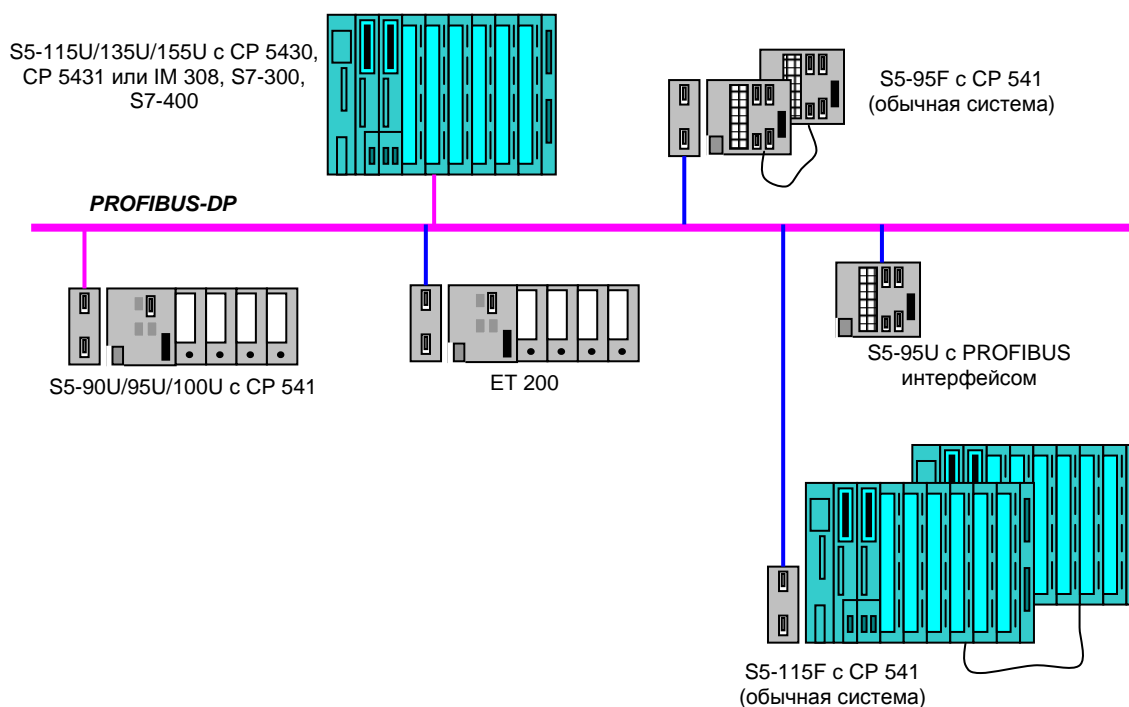 S5-115U/135U/155U с CP 5430,
CP 5431 или IM 308, S7-300,
S7-400
S5-95F с CP 541
(обычная система)
PROFIBUS-DP
S5-90U/95U/100U с CP 541
ET 200
S5-95U с PROFIBUS
интерфейсом
S5-115F с CP 541
(обычная система)